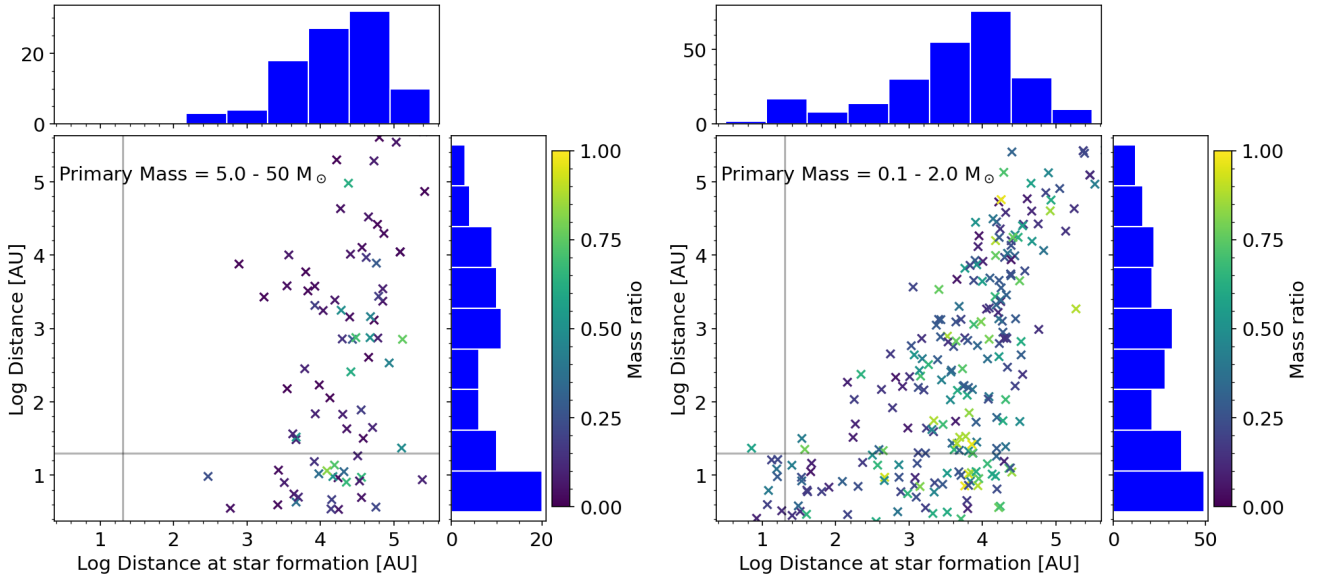 20
0
Primary Mass = 5.0 - 50 M⊙
Log Distance [AU]
5
4
3
2
1
1 2 3 4 5
Log Distance at star formation [AU]
0 20
1.00
0.75
0.50
0.25
0.00
Mass ratio
50
0
Primary Mass = 0.1 - 2.0 M⊙
Log Distance [AU]
5
4
3
2
1
1 2 3 4 5
Log Distance at star formation [AU]
0 50
1.00
0.75
0.50
0.25
0.00
Mass ratio